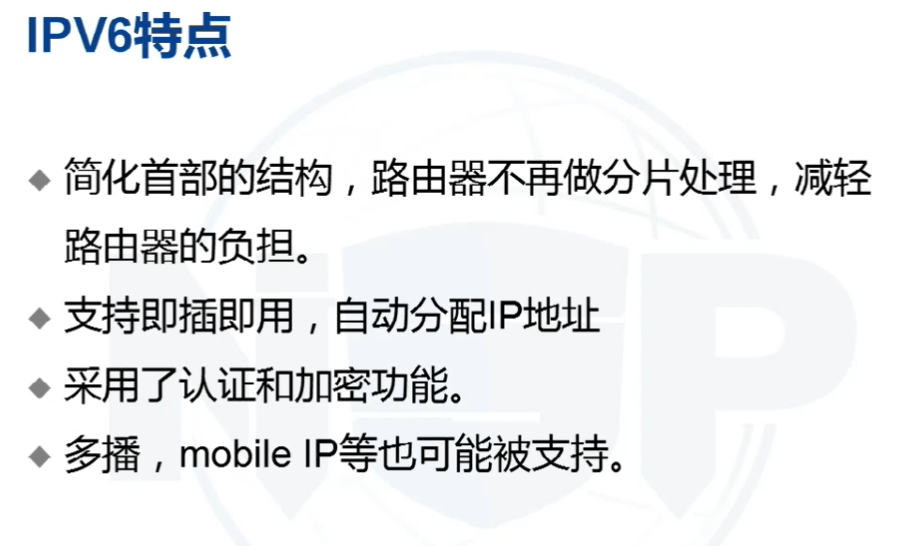 IPV6特点
◆ 简化首部的结构，路由器不再做分片处理，减轻
路由器的负担。
◆ 支持即插即用，自动分配IP地址
◆ 采用了认证和加密功能。
◆ 多播，mobile IP等也可能被支持。
NISP